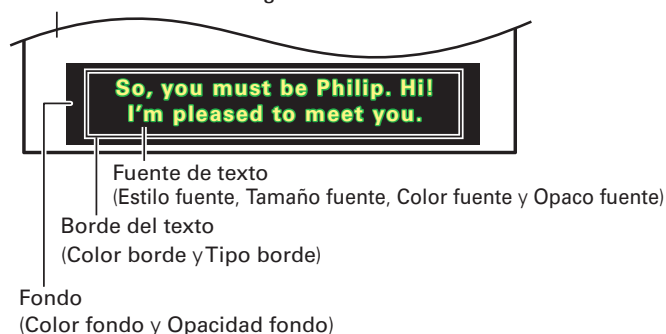 So, you must be Philip. Hi!
I'm pleased to meet you.
Fuente de texto
(Estilo fuente, Tamaño fuente, Color fuente y Opaco fuente)
Borde del texto
(Color borde y Tipo borde)
Fondo
(Color fondo y Opacidad fondo)